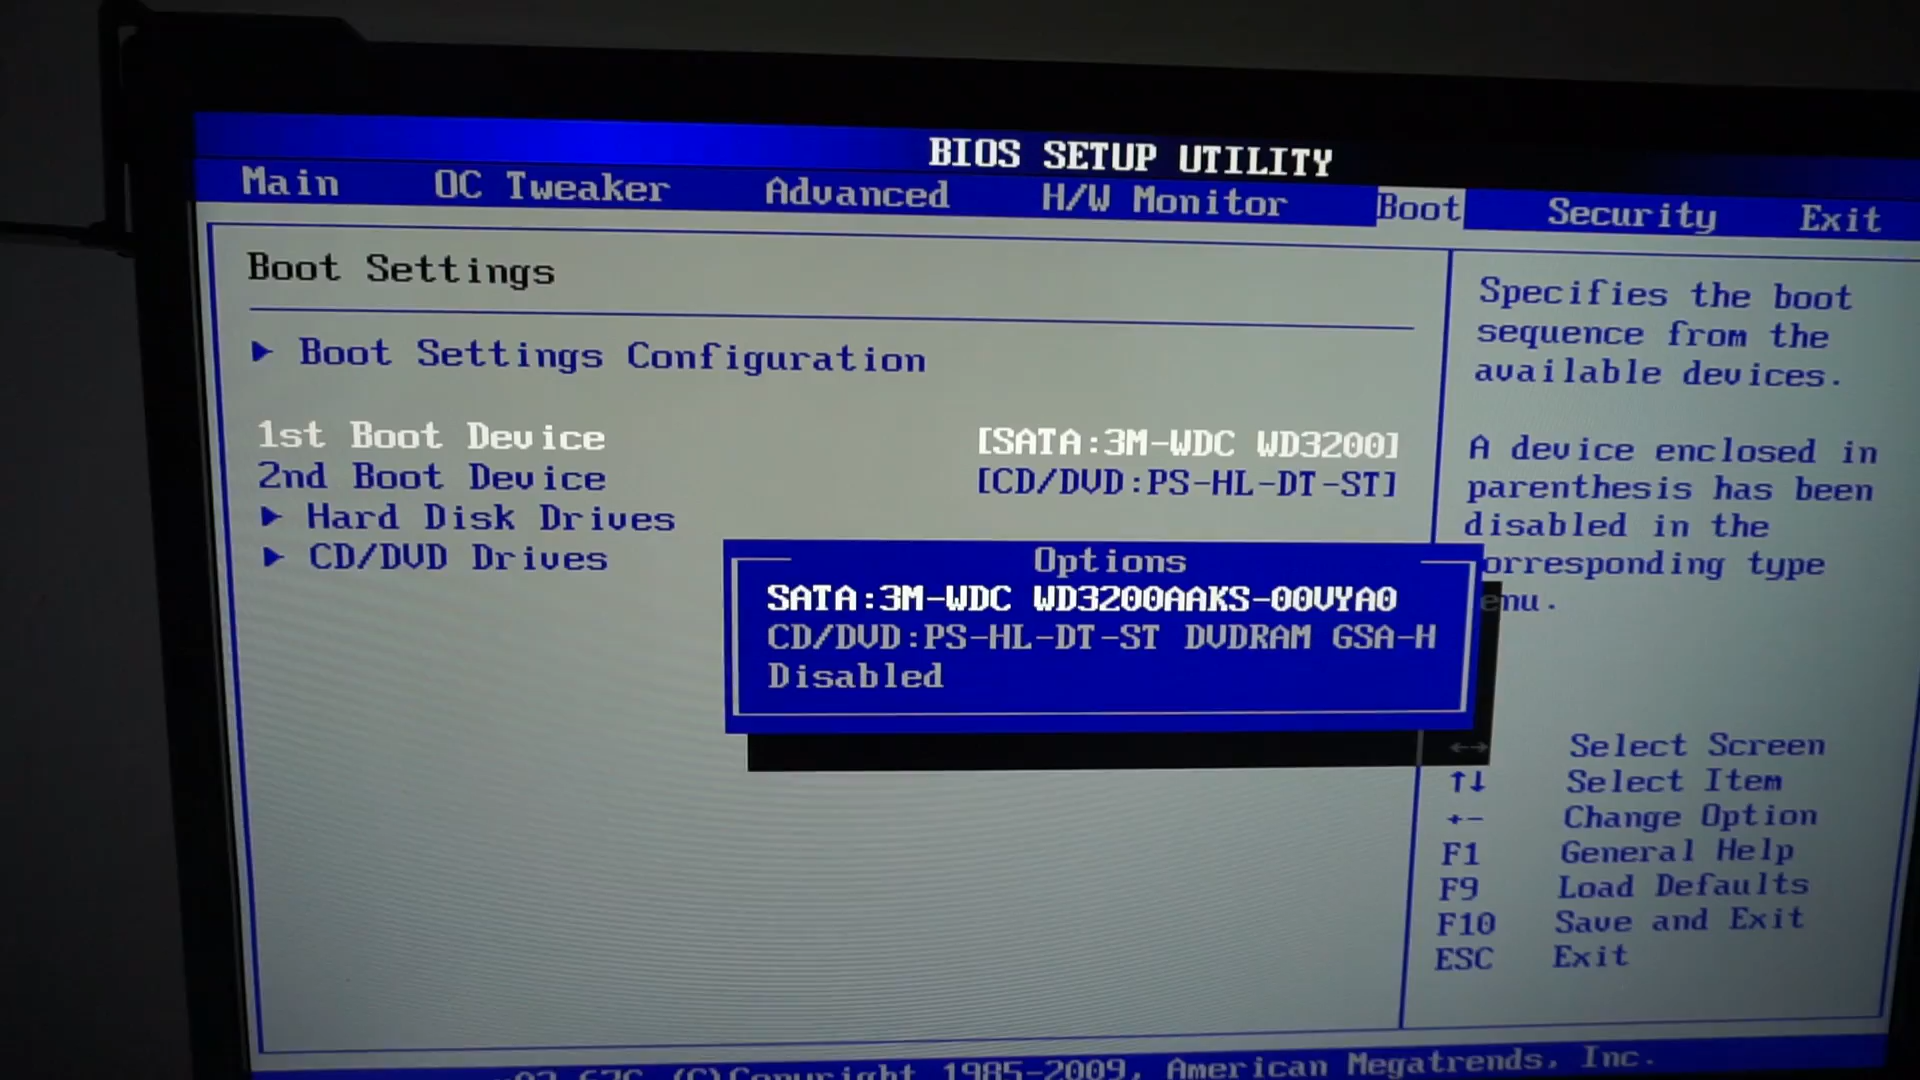 BIOS SETUP UTILITY
Main OC Tweaker Advanced H/W Monitor Boot Security Exit
Boot Settings
Boot Settings Configuration
1st Boot Device [SATA:3M-WDC WD3200]
2nd Boot Device [CD/DVD:PS-HL-DT-ST]
Hard Disk Drives
CD/DVD Drives
Options
SATA:3M-WDC WD3200AAKS-00VYA0
CD/DVD:PS-HL-DT-ST DVDRAM GSA-H
Disabled
Specifies the boot
sequence from the
available devices.
A device enclosed in
parenthesis has been
disabled in the
orresponding type
enu.
←→ Select Screen
↑↓ Select Item
+- Change Option
F1 General Help
F9 Load Defaults
F10 Save and Exit
ESC Exit
(C)Copyright 1985-2009, American Megatrends, Inc.